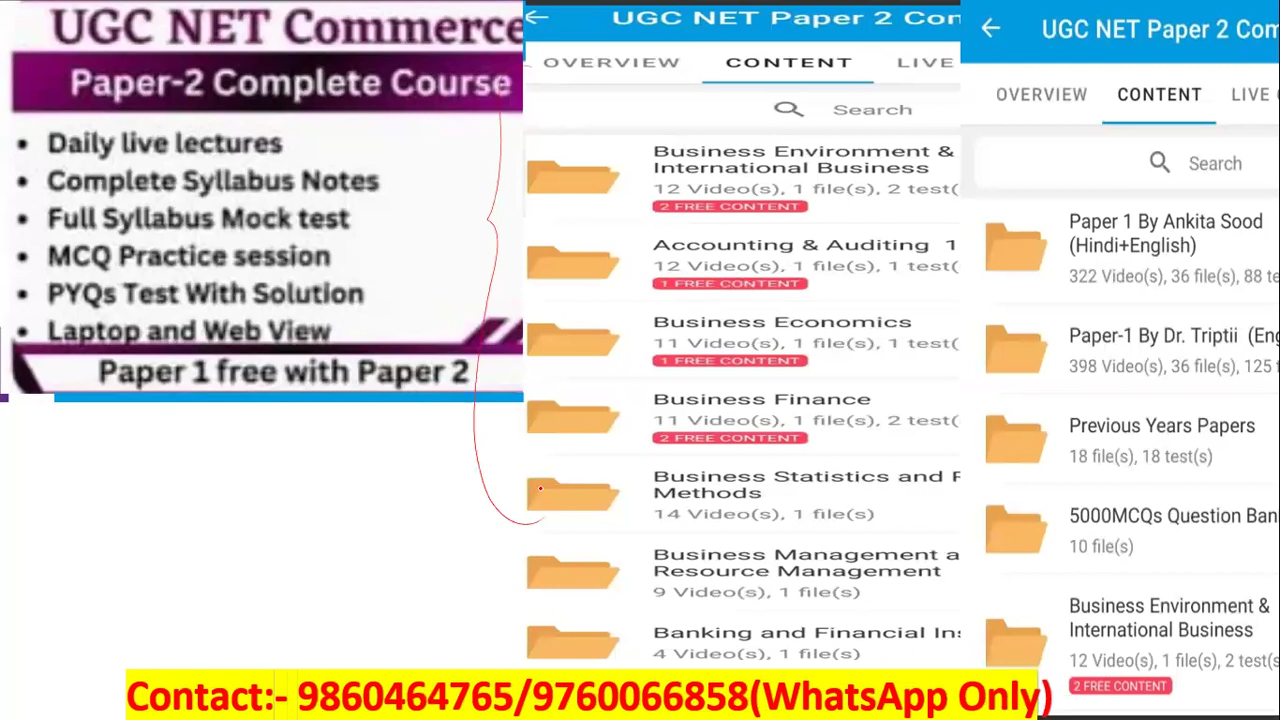 UGC NET Commerce
Paper-2 Complete Course
• Daily live lectures
• Complete Syllabus Notes
• Full Syllabus Mock test
• MCQ Practice session
• PYQs Test With Solution
• Laptop and Web View
Paper 1 free with Paper 2
UGC NET Paper 2 Com
OVERVIEW CONTENT LIVE
Search
Business Environment &
International Business
12 Video(s), 1 file(s), 2 test(
2 FREE CONTENT
Accounting & Auditing 1
12 Video(s), 1 file(s), 1 test(
1 FREE CONTENT
Business Economics
11 Video(s), 1 file(s), 1 test(
1 FREE CONTENT
Business Finance
11 Video(s), 1 file(s), 2 test(
2 FREE CONTENT
Business Statistics and R
Methods
14 Video(s), 1 file(s)
Business Management a
Resource Management
9 Video(s), 1 file(s)
Banking and Financial Ins
4 Video(s), 1 file(s)
UGC NET Paper 2 Com
OVERVIEW CONTENT LIVE
Search
Paper 1 By Ankita Sood
(Hindi+English)
322 Video(s), 36 file(s), 88 te
Paper-1 By Dr. Triptii (Eng
398 Video(s), 36 file(s), 125 t
Previous Years Papers
18 file(s), 18 test(s)
5000MCQs Question Ban
10 file(s)
Business Environment &
International Business
12 Video(s), 1 file(s), 2 test(s
2 FREE CONTENT
Contact:- 9860464765/9760066858(WhatsApp Only)